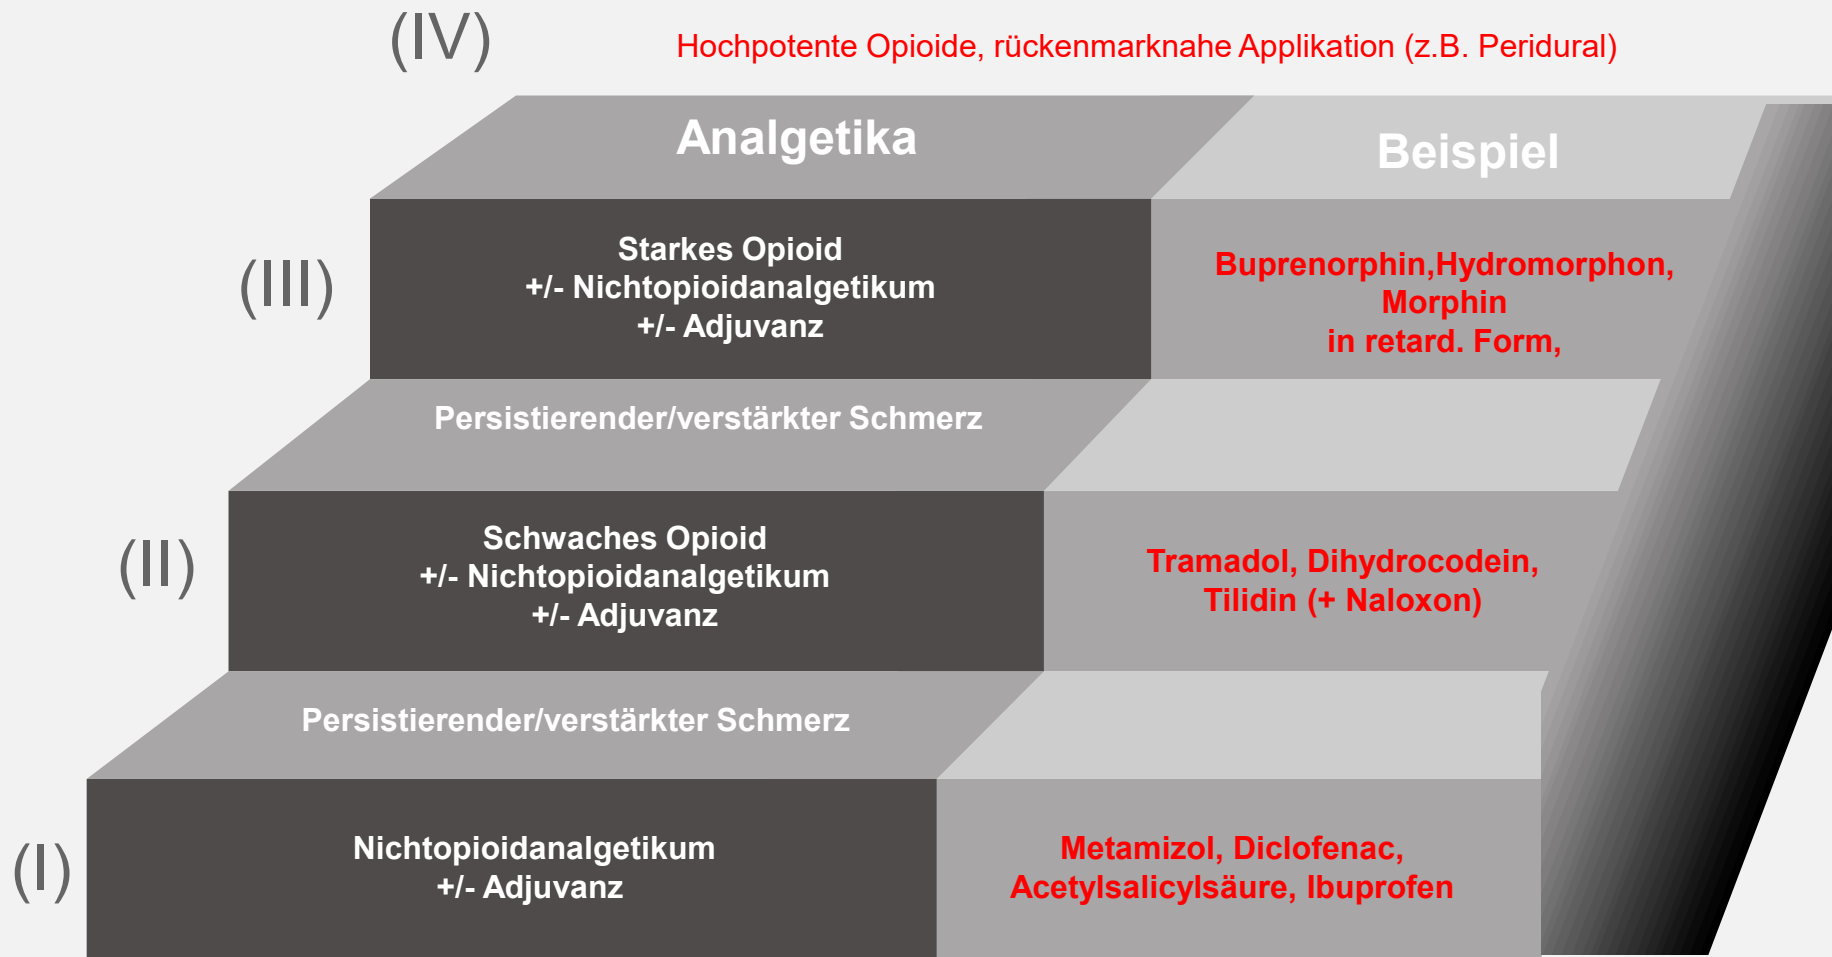 (IV)
Hochpotente Opioide, rückenmarknahe Applikation (z.B. Peridural)
Analgetika
Beispiel
(III)
Starkes Opioid
+/- Nichtopioidanalgetikum
+/- Adjuvanz
Buprenorphin,Hydromorphon,
Morphin
in retard. Form,
Persistierender/verstärkter Schmerz
(II)
Schwaches Opioid
+/- Nichtopioidanalgetikum
+/- Adjuvanz
Tramadol, Dihydrocodein,
Tilidin (+ Naloxon)
Persistierender/verstärkter Schmerz
(I)
Nichtopioidanalgetikum
+/- Adjuvanz
Metamizol, Diclofenac,
Acetylsalicylsäure, Ibuprofen